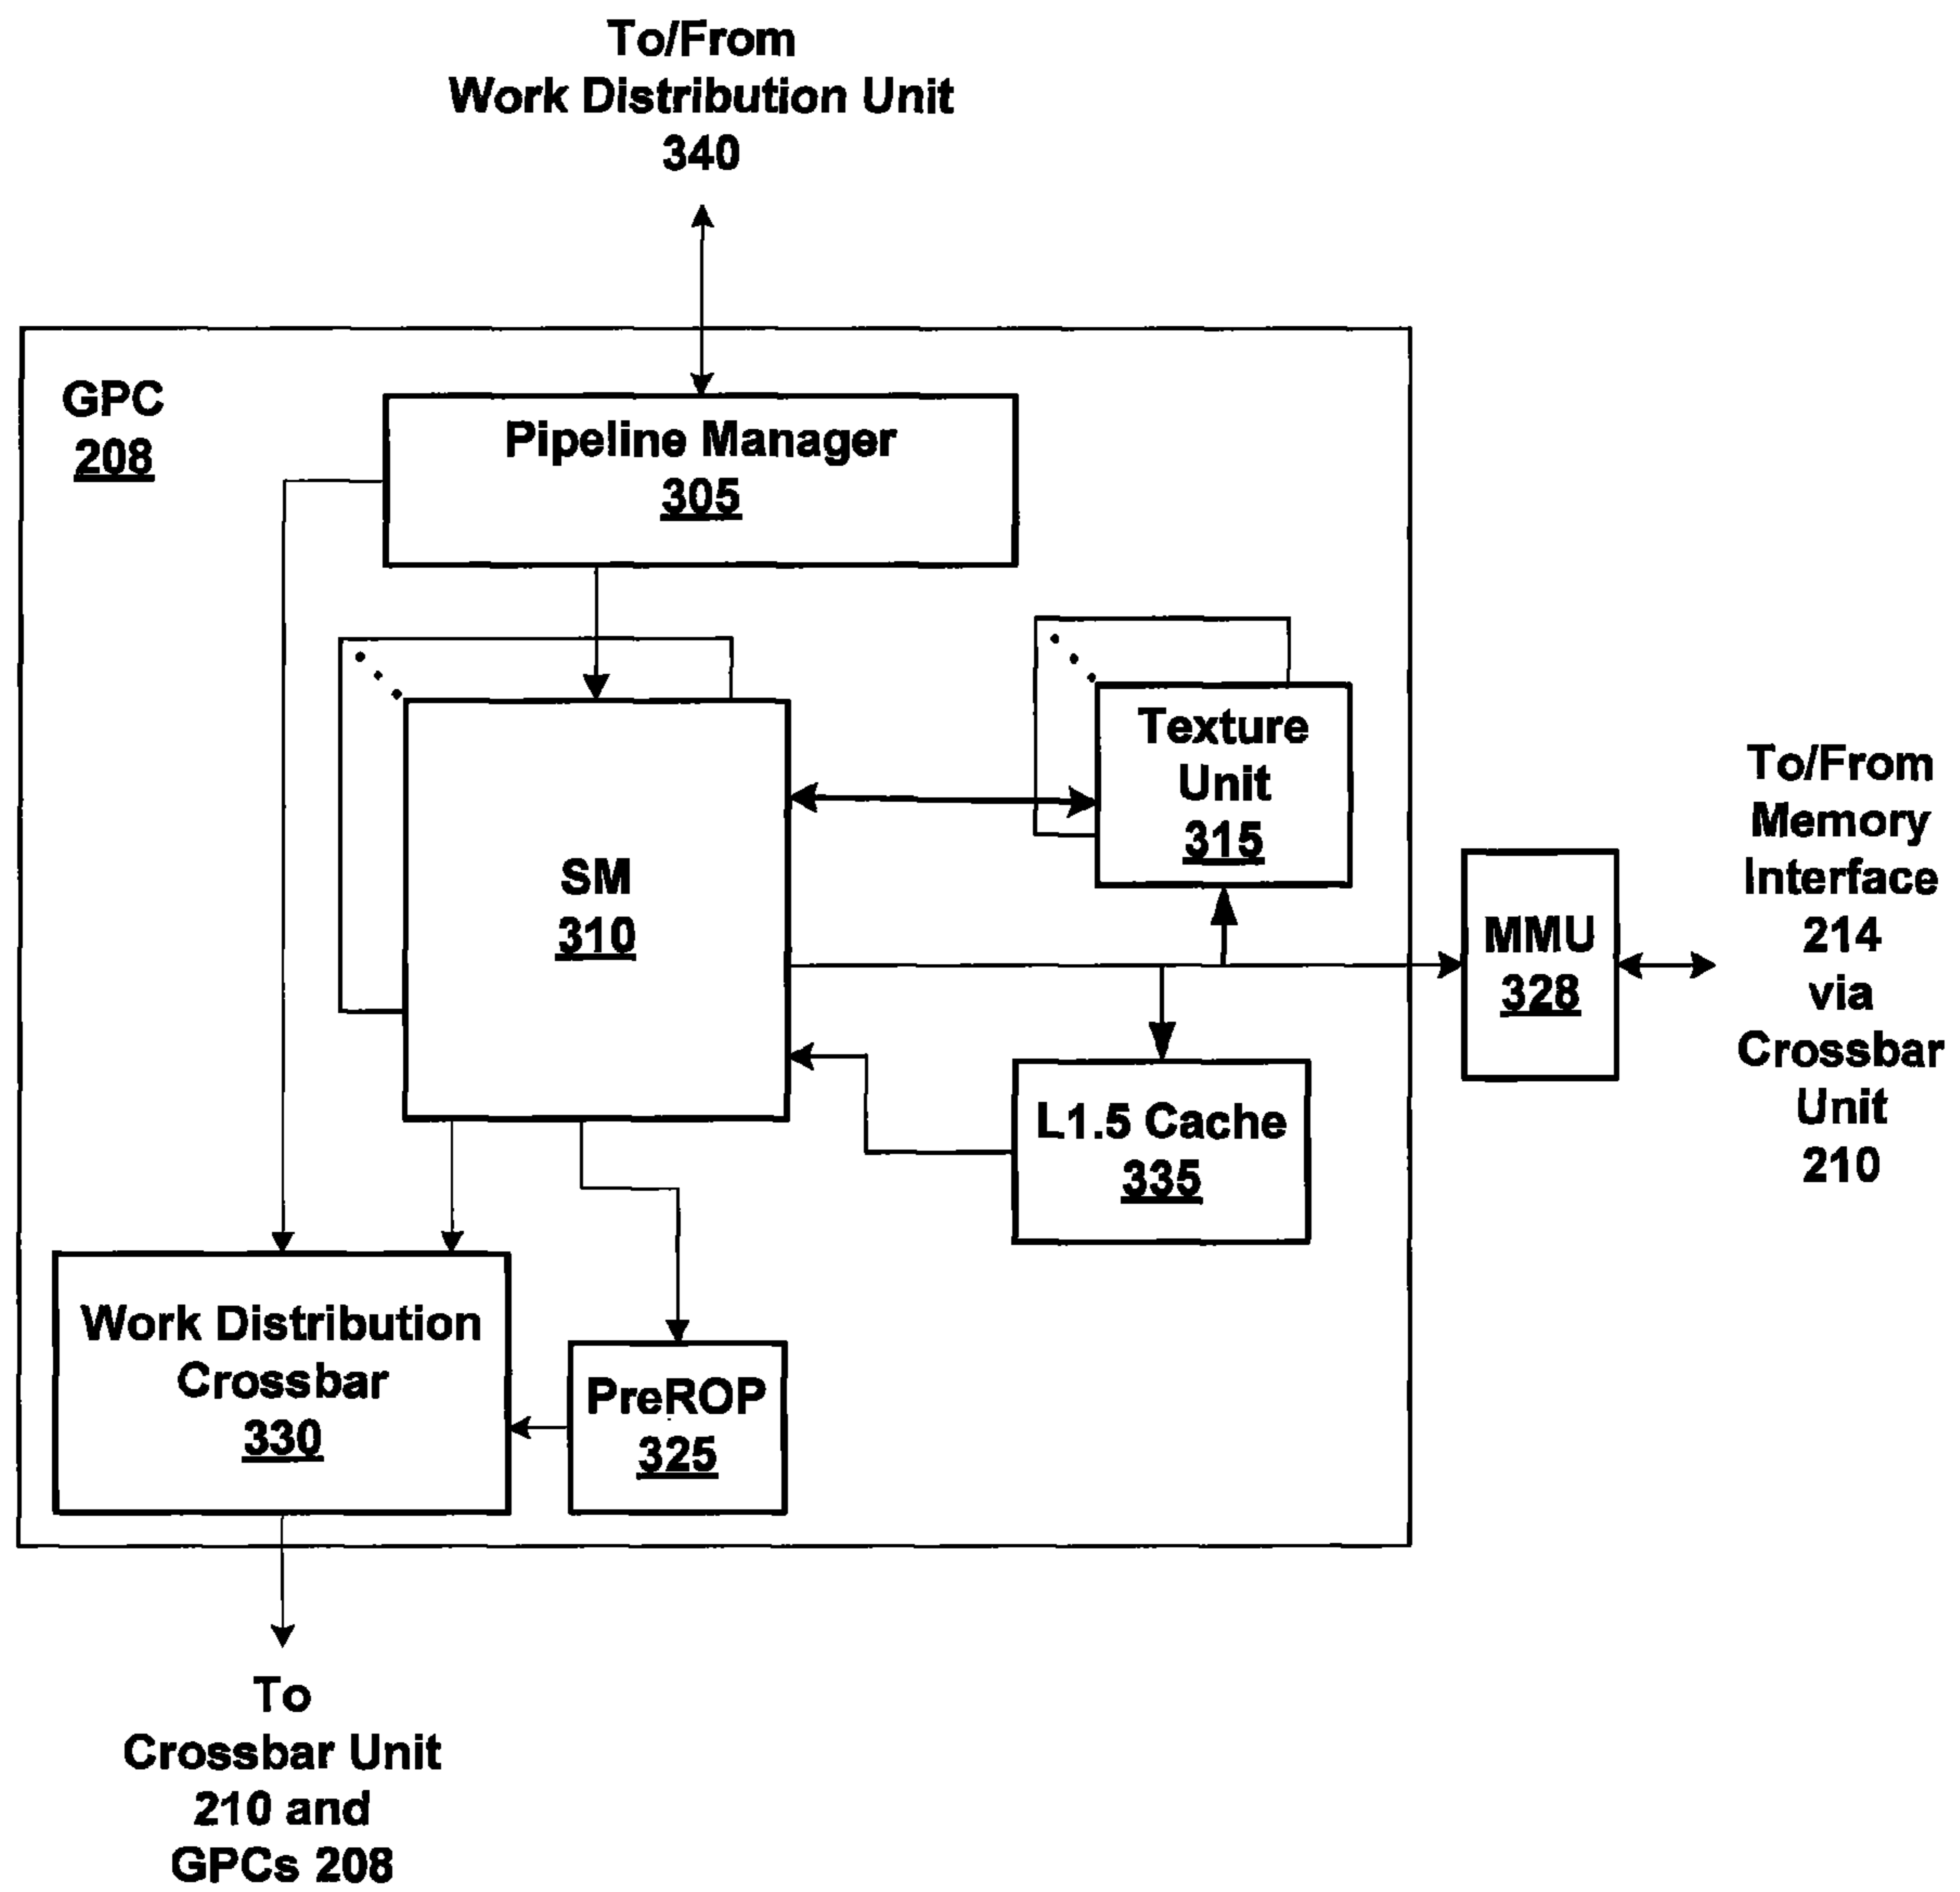 To/From
Work Distribution Unit
340
GPC
208
Pipeline Manager
305
Texture
Unit
315
SM
310
To/From
Memory
Interface
214
via
Crossbar
Unit
210
MMU
328
L1.5 Cache
335
Work Distribution
Crossbar
330
PreROP
325
To
Crossbar Unit
210 and
GPCs 208